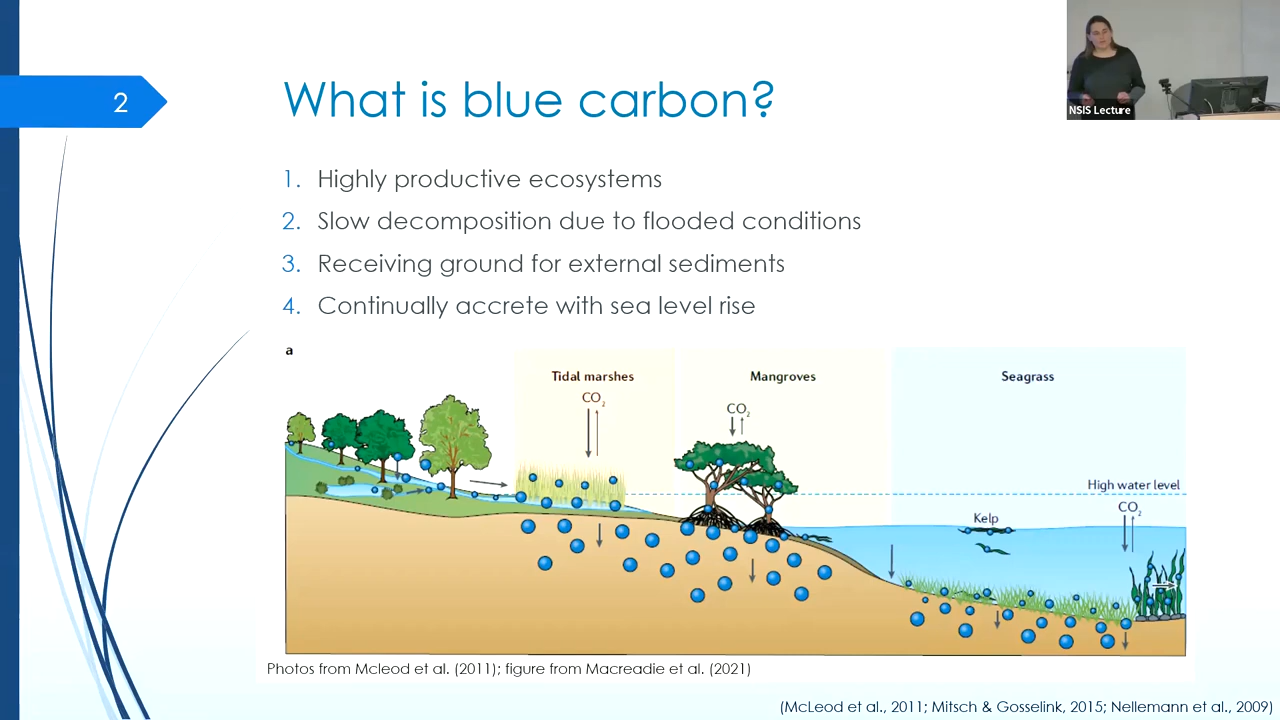 2
What is blue carbon?
NSIS Lecture
1. Highly productive ecosystems
2. Slow decomposition due to flooded conditions
3. Receiving ground for external sediments
4. Continually accrete with sea level rise
a
Tidal marshes
Mangroves
Seagrass
CO₂
CO₂
High water level
CO₂
Kelp
Photos from Mcleod et al. (2011); figure from Macreadie et al. (2021)
(McLeod et al., 2011; Mitsch & Gosselink, 2015; Nellemann et al., 2009)